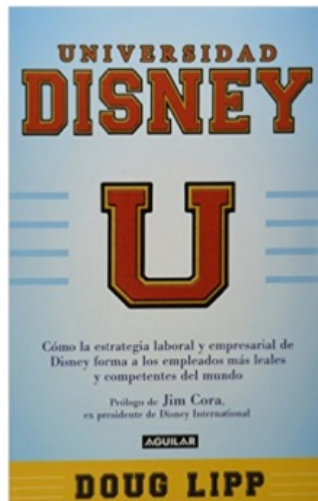 UNIVERSIDAD
DISNEY
U
Cómo la estrategia laboral y empresarial de
Disney forma a los empleados más leales
y competentes del mundo
Prólogo de Jim Cora,
ex presidente de Disney International
AGUILAR
DOUG LIPP